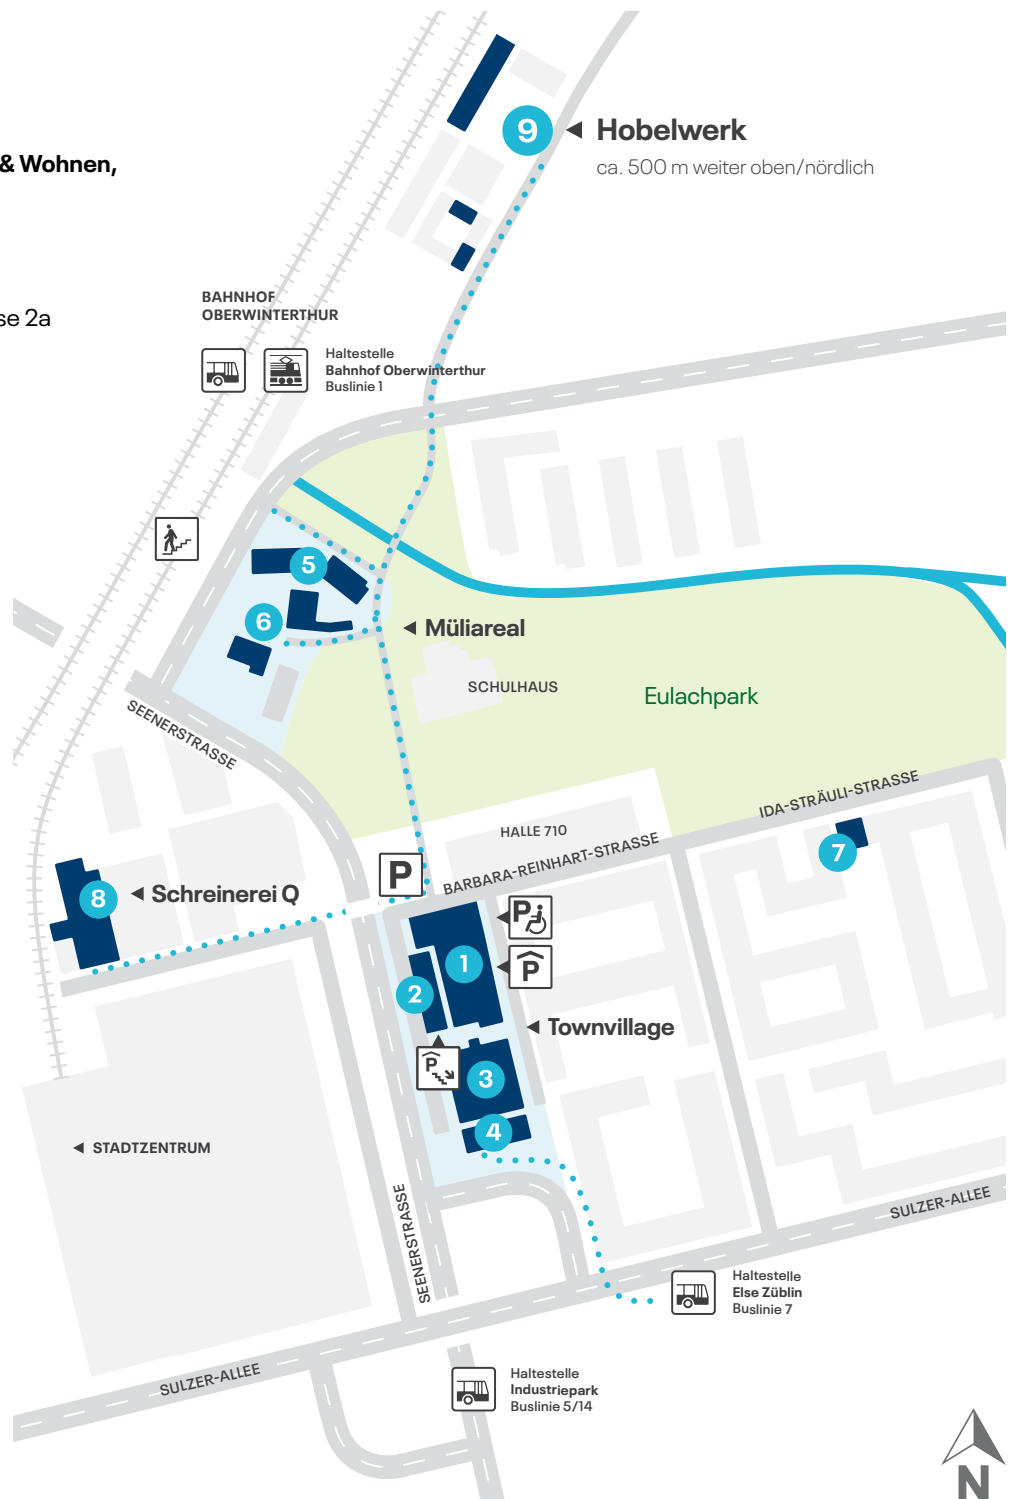 & Wohnen,
se 2a
9
Hobelwerk
ca. 500 m weiter oben/nördlich
BAHNHOF
OBERWINTERTHUR
Haltestelle
Bahnhof Oberwinterthur
Buslinie 1
5
6
Müliareal
SCHULHAUS
Eulachpark
SEENERSTRASSE
IDA-STRÄULI-STRASSE
HALLE 710
BARBARA-REINHART-STRASSE
7
P
8
Schreinerei Q
P
1
P
2
Townvillage
P
3
4
STADTZENTRUM
SEENERSTRASSE
SULZER-ALLEE
Haltestelle
Else Züblin
Buslinie 7
SULZER-ALLEE
Haltestelle
Industriepark
Buslinie 5/14
N